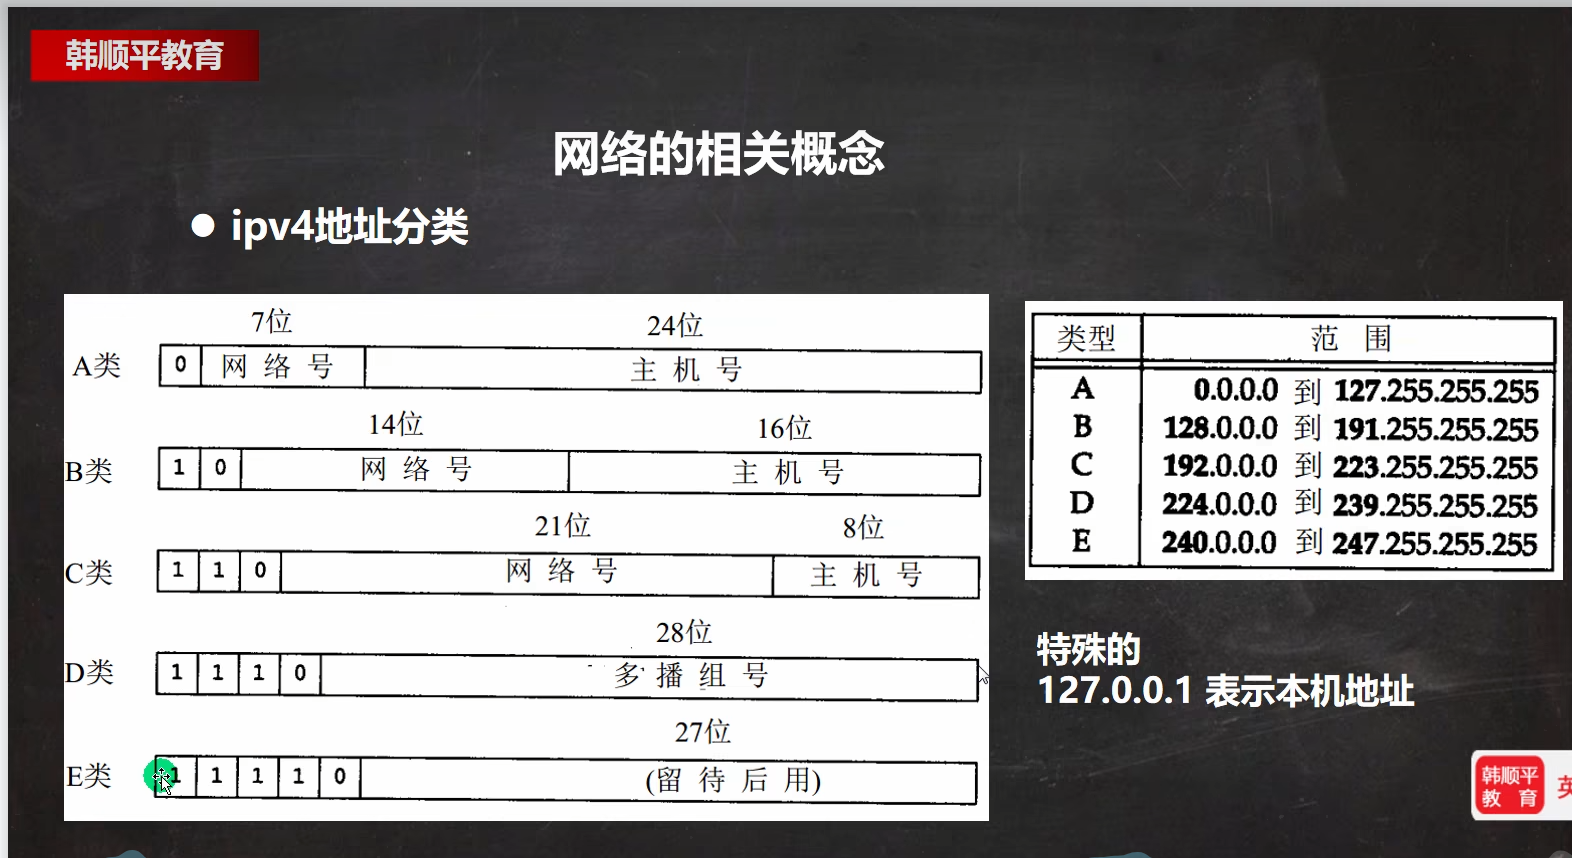 韩顺平教育
网络的相关概念
● ipv4地址分类
7位 24位
A类 0 网络号 主机号
14位 16位
B类 1 0 网络号 主机号
21位 8位
C类 1 1 0 网络号 主机号
28位
D类 1 1 1 0 多播组号
27位
E类 1 1 1 1 0 (留待后用)
类型 范围
A 0.0.0.0 到 127.255.255.255
B 128.0.0.0 到 191.255.255.255
C 192.0.0.0 到 223.255.255.255
D 224.0.0.0 到 239.255.255.255
E 240.0.0.0 到 247.255.255.255
特殊的
127.0.0.1 表示本机地址
韩顺平
教育
英